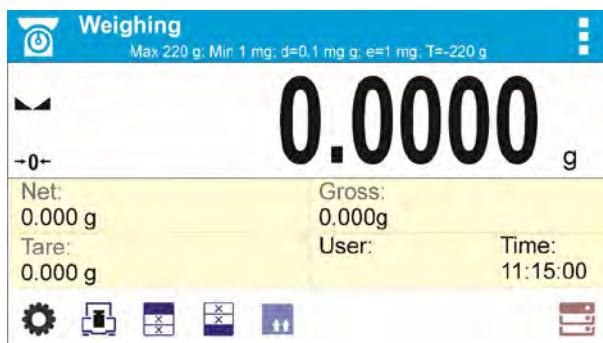 Weighing
Max 220 g: Min 1 mg: d=0.1 mg g: e=1 mg: T=-220 g
0.0000 g
→0←
Net: Gross:
0.000 g 0.000g
Tare: User: Time:
0.000 g 11:15:00